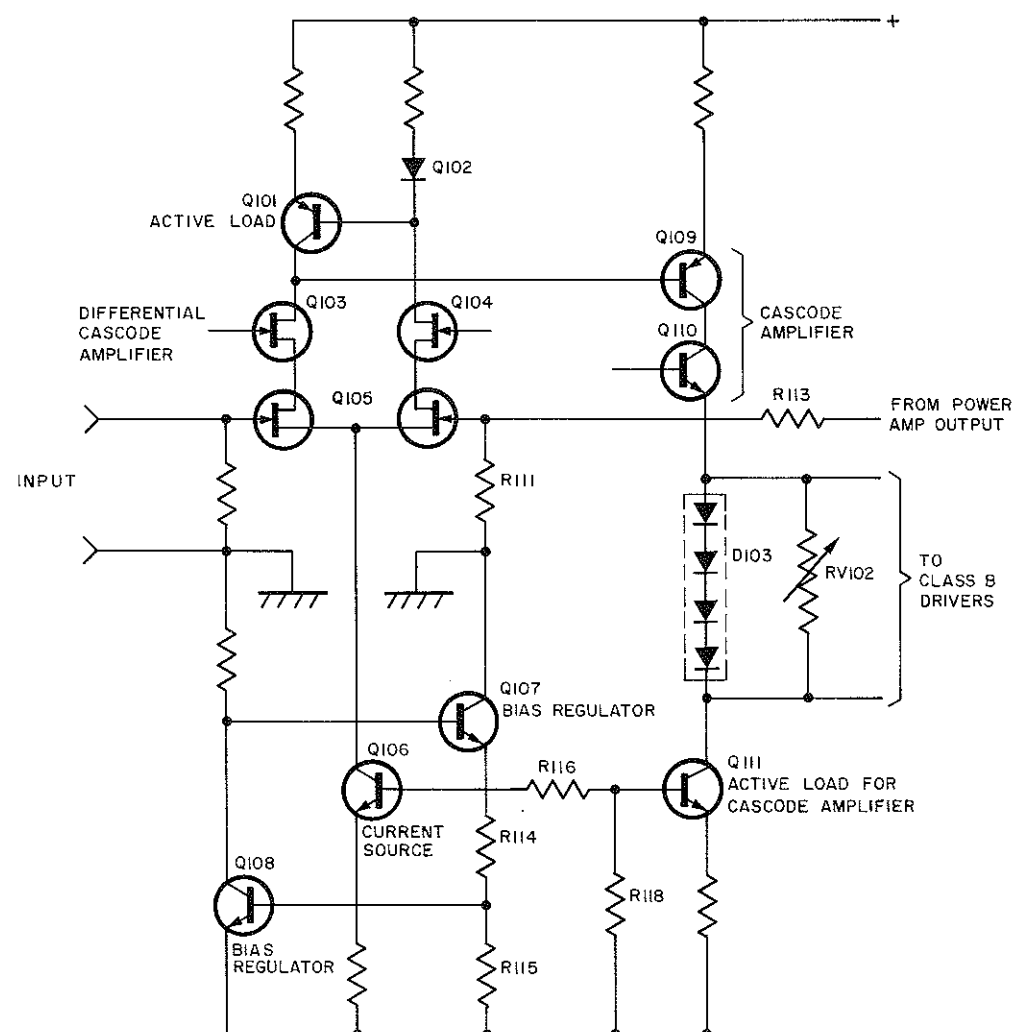 +
Q102
Q101
ACTIVE LOAD
Q109
Q103
Q104
DIFFERENTIAL
CASCODE
AMPLIFIER
CASCODE
AMPLIFIER
Q110
Q105
R113
FROM POWER
AMP OUTPUT
INPUT
R111
D103
RV102
TO
CLASS B
DRIVERS
Q107
BIAS REGULATOR
Q106
CURRENT
SOURCE
R116
Q111
ACTIVE LOAD FOR
CASCODE AMPLIFIER
R114
Q108
BIAS
REGULATOR
R118
R115